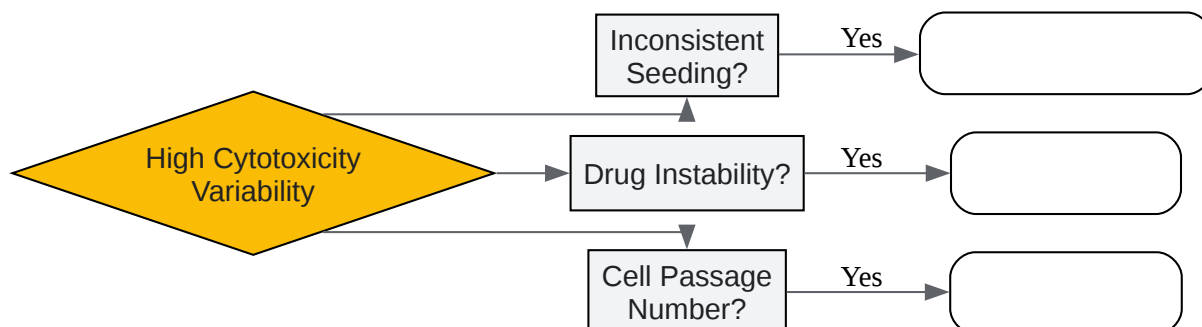 Inconsistent
Seeding?
Yes
High Cytotoxicity
Variability
Drug Instability?
Yes
Cell Passage
Number?
Yes